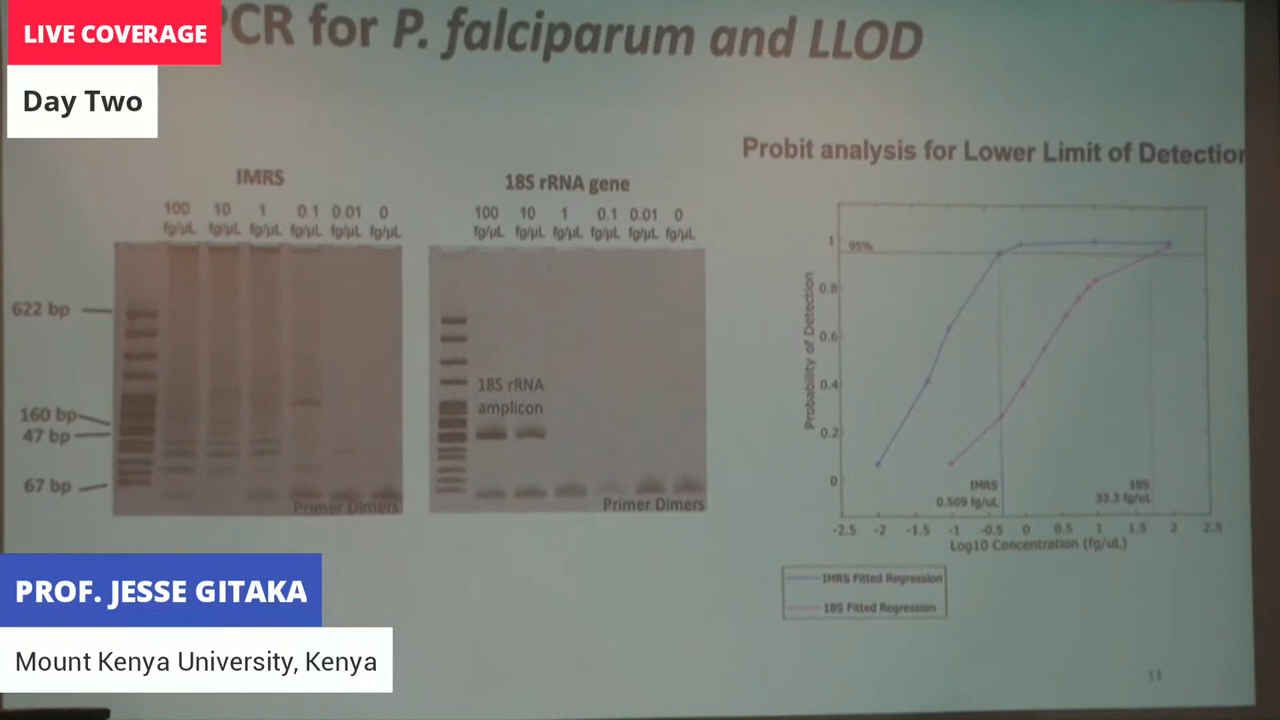 LIVE COVERAGE
Day Two
PCR for P. falciparum and LLOD
IMRS
100 10 1 0.1 0.01 0
fg/µL fg/µL fg/µL fg/µL fg/µL fg/µL
622 bp
160 bp
47 bp
67 bp
Primer Dimers
18S rRNA gene
100 10 1 0.1 0.01 0
fg/µL fg/µL fg/µL fg/µL fg/µL fg/µL
18S rRNA
amplicon
Primer Dimers
Probit analysis for Lower Limit of Detection
Probability of Detection
1
0.8
0.6
0.4
0.2
0
95%
IMRS
0.509 fg/uL
18S
33.3 fg/uL
-2.5 -2 -1.5 -1 -0.5 0 0.5 1 1.5 2 2.5
Log10 Concentration (fg/uL)
IMRS Fitted Regression
18S Fitted Regression
11
PROF. JESSE GITAKA
Mount Kenya University, Kenya